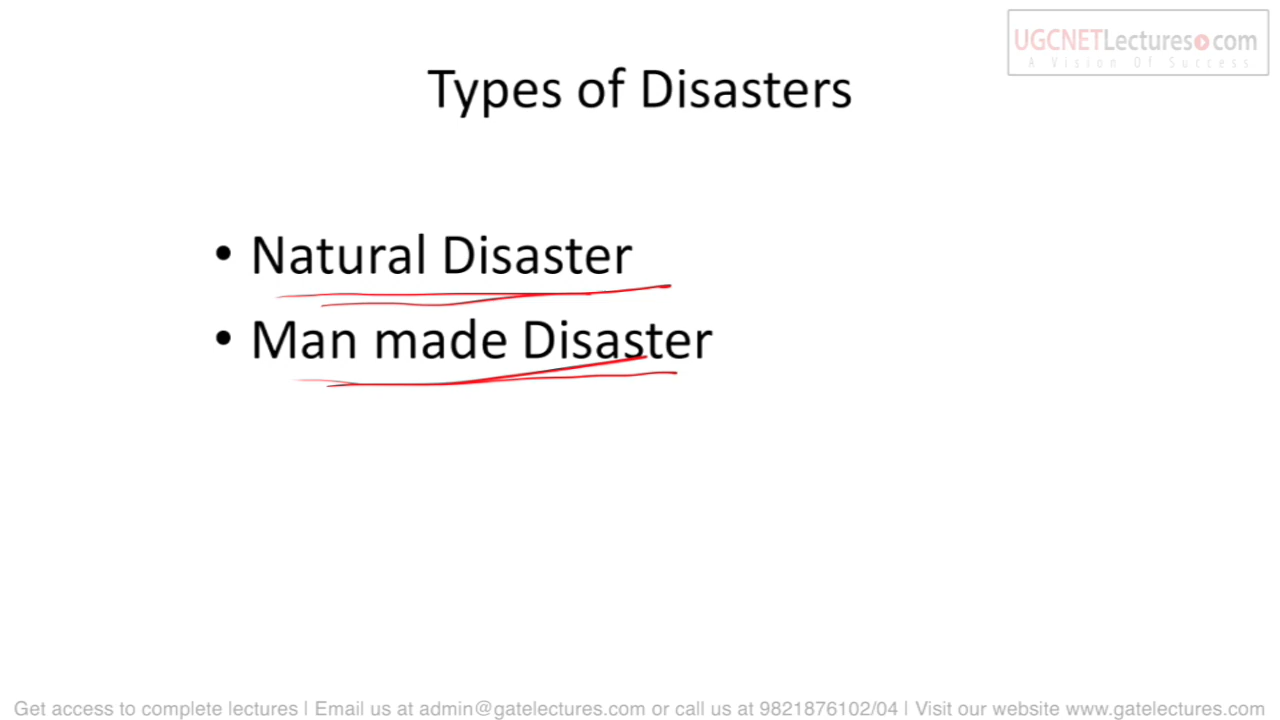 UGCNETLectures.com
A Vision Of Success
Types of Disasters
• Natural Disaster
• Man made Disaster
Get access to complete lectures | Email us at admin@gatelectures.com or call us at 9821876102/04 | Visit our website www.gatelectures.com